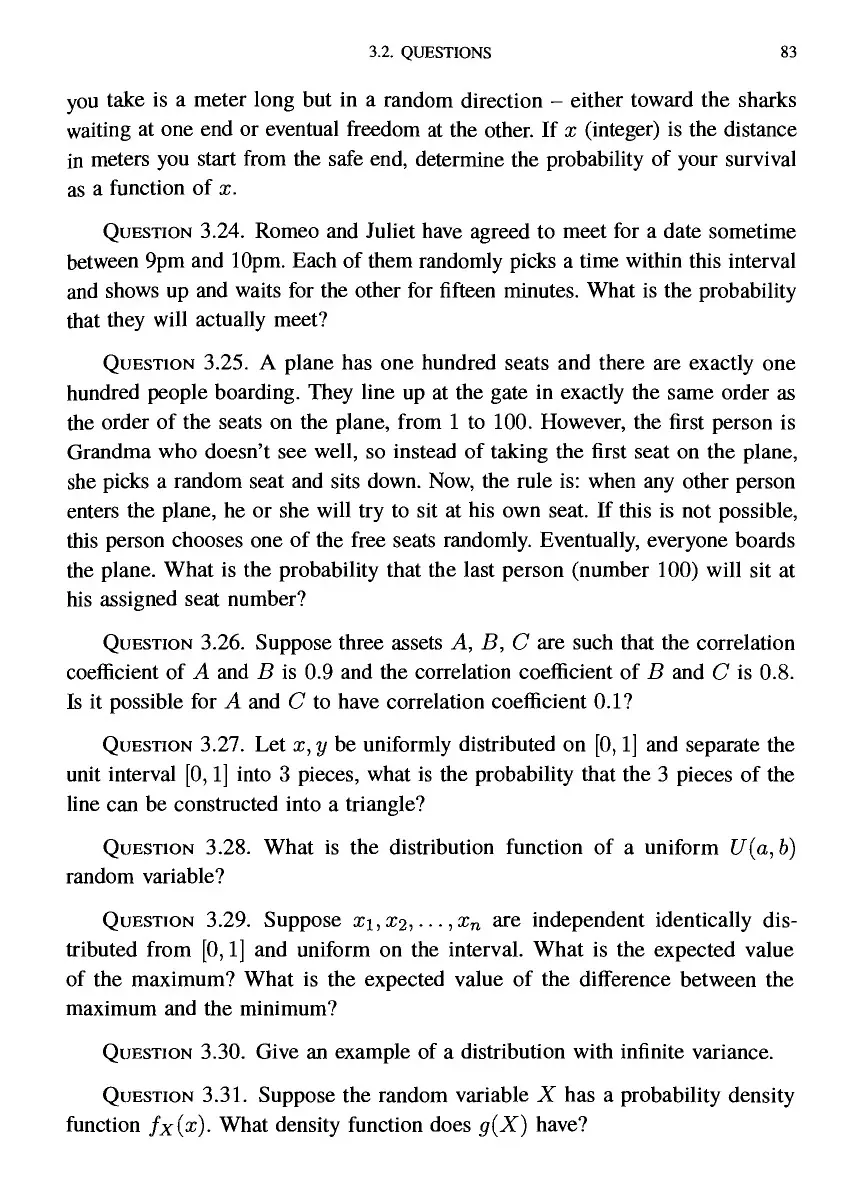 3.2. QUESTIONS 83
you take is a meter long but in a random direction – either toward the sharks
waiting at one end or eventual freedom at the other. If x (integer) is the distance
in meters you start from the safe end, determine the probability of your survival
as a function of x.
QUESTION 3.24. Romeo and Juliet have agreed to meet for a date sometime
between 9pm and 10pm. Each of them randomly picks a time within this interval
and shows up and waits for the other for fifteen minutes. What is the probability
that they will actually meet?
QUESTION 3.25. A plane has one hundred seats and there are exactly one
hundred people boarding. They line up at the gate in exactly the same order as
the order of the seats on the plane, from 1 to 100. However, the first person is
Grandma who doesn't see well, so instead of taking the first seat on the plane,
she picks a random seat and sits down. Now, the rule is: when any other person
enters the plane, he or she will try to sit at his own seat. If this is not possible,
this person chooses one of the free seats randomly. Eventually, everyone boards
the plane. What is the probability that the last person (number 100) will sit at
his assigned seat number?
QUESTION 3.26. Suppose three assets A, B, C are such that the correlation
coefficient of A and B is 0.9 and the correlation coefficient of B and C is 0.8.
Is it possible for A and C to have correlation coefficient 0.1?
QUESTION 3.27. Let x, y be uniformly distributed on [0, 1] and separate the
unit interval [0, 1] into 3 pieces, what is the probability that the 3 pieces of the
line can be constructed into a triangle?
QUESTION 3.28. What is the distribution function of a uniform U(a, b)
random variable?
QUESTION 3.29. Suppose x₁, x₂, . . . , xₙ are independent identically dis-
tributed from [0, 1] and uniform on the interval. What is the expected value
of the maximum? What is the expected value of the difference between the
maximum and the minimum?
QUESTION 3.30. Give an example of a distribution with infinite variance.
QUESTION 3.31. Suppose the random variable X has a probability density
function f_X(x). What density function does g(X) have?